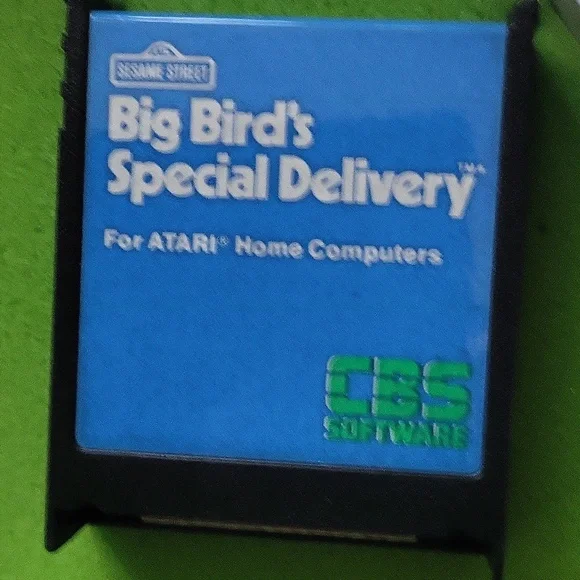 SESAME STREET
Big Bird's
Special Delivery™
For ATARI® Home Computers
CBS
SOFTWARE